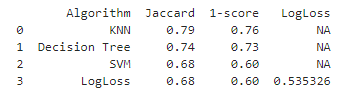 Algorithm Jaccard 1-score LogLoss
0 KNN 0.79 0.76 NA
1 Decision Tree 0.74 0.73 NA
2 SVM 0.68 0.60 NA
3 LogLoss 0.68 0.60 0.535326